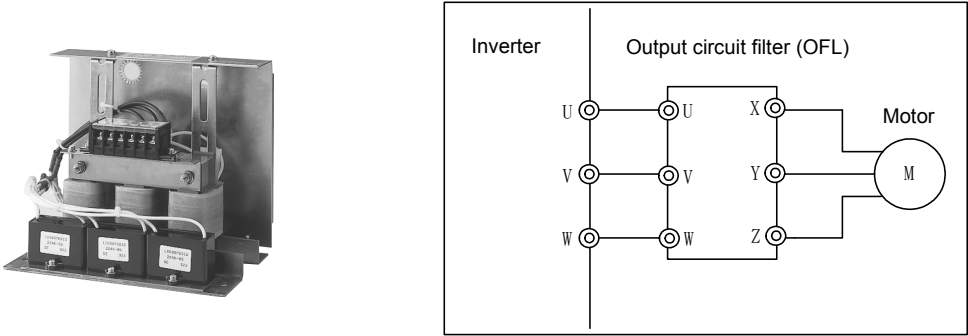 Inverter
Output circuit filter (OFL)
U U X
Motor
V V Y M
W W Z